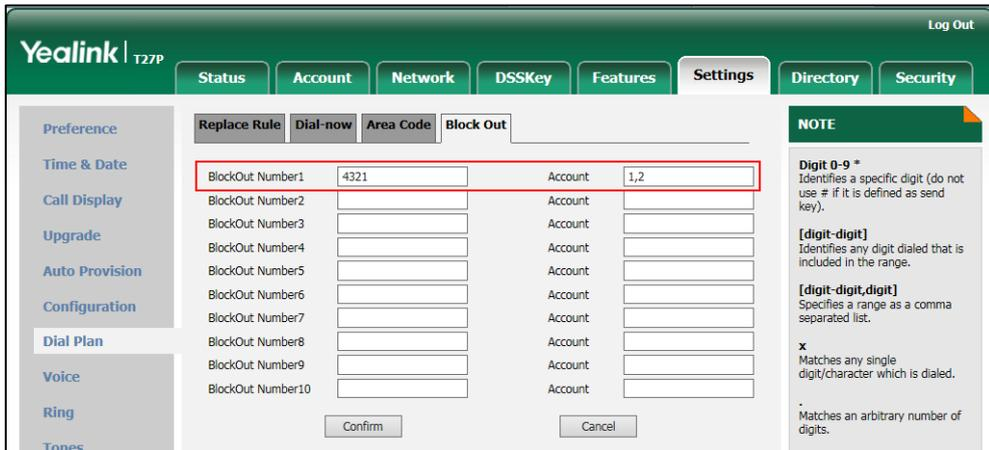 Log Out
Yealink | T27P
Status Account Network DSSKey Features Settings Directory Security
Preference
Time & Date
Call Display
Upgrade
Auto Provision
Configuration
Dial Plan
Voice
Ring
Tones
Replace Rule Dial-now Area Code Block Out
BlockOut Number1 4321 Account 1,2
BlockOut Number2 Account
BlockOut Number3 Account
BlockOut Number4 Account
BlockOut Number5 Account
BlockOut Number6 Account
BlockOut Number7 Account
BlockOut Number8 Account
BlockOut Number9 Account
BlockOut Number10 Account
Confirm Cancel
NOTE
Digit 0-9 *
Identifies a specific digit (do not
use # if it is defined as send
key).
[digit-digit]
Identifies any digit dialed that is
included in the range.
[digit-digit,digit]
Specifies a range as a comma
separated list.
x
Matches any single
digit/character which is dialed.
.
Matches an arbitrary number of
digits.